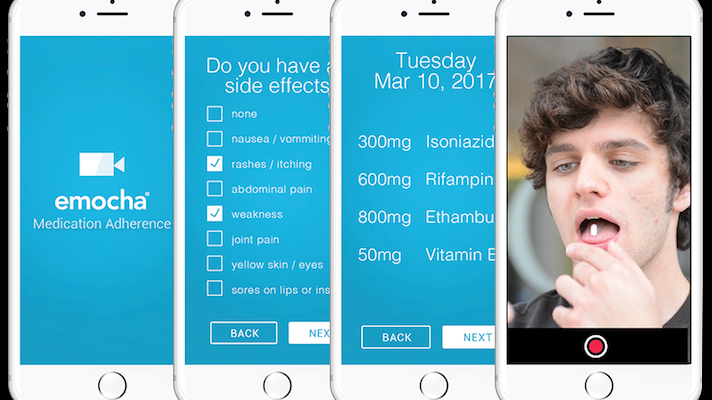 emocha®
Medication Adherence
Do you have a
side effects
none
nausea / vommiting
rashes / itching
abdominal pain
weakness
joint pain
yellow skin / eyes
sores on lips or ins
BACK
NEX
Tuesday
Mar 10, 2017
300mg Isoniazid
600mg Rifampin
800mg Ethambu
50mg Vitamin E
BACK
NEXT